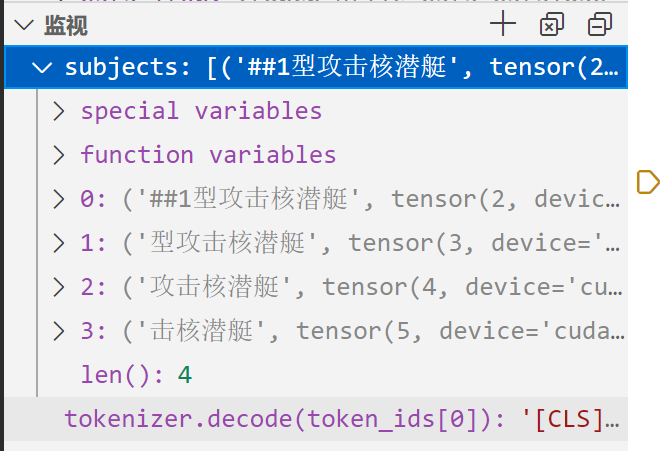 监视
subjects: [('##1型攻击核潜艇', tensor(2…
special variables
function variables
0: ('##1型攻击核潜艇', tensor(2, devic…
1: ('型攻击核潜艇', tensor(3, device='…
2: ('攻击核潜艇', tensor(4, device='cu…
3: ('击核潜艇', tensor(5, device='cuda…
len(): 4
tokenizer.decode(token_ids[0]): '[CLS]…